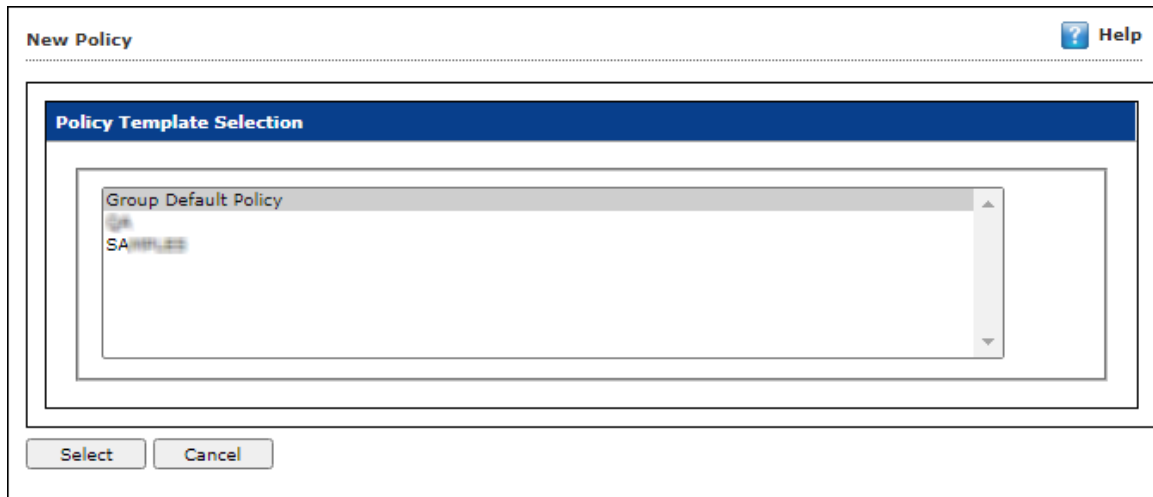 New Policy
? Help
Policy Template Selection
Group Default Policy
Select
Cancel